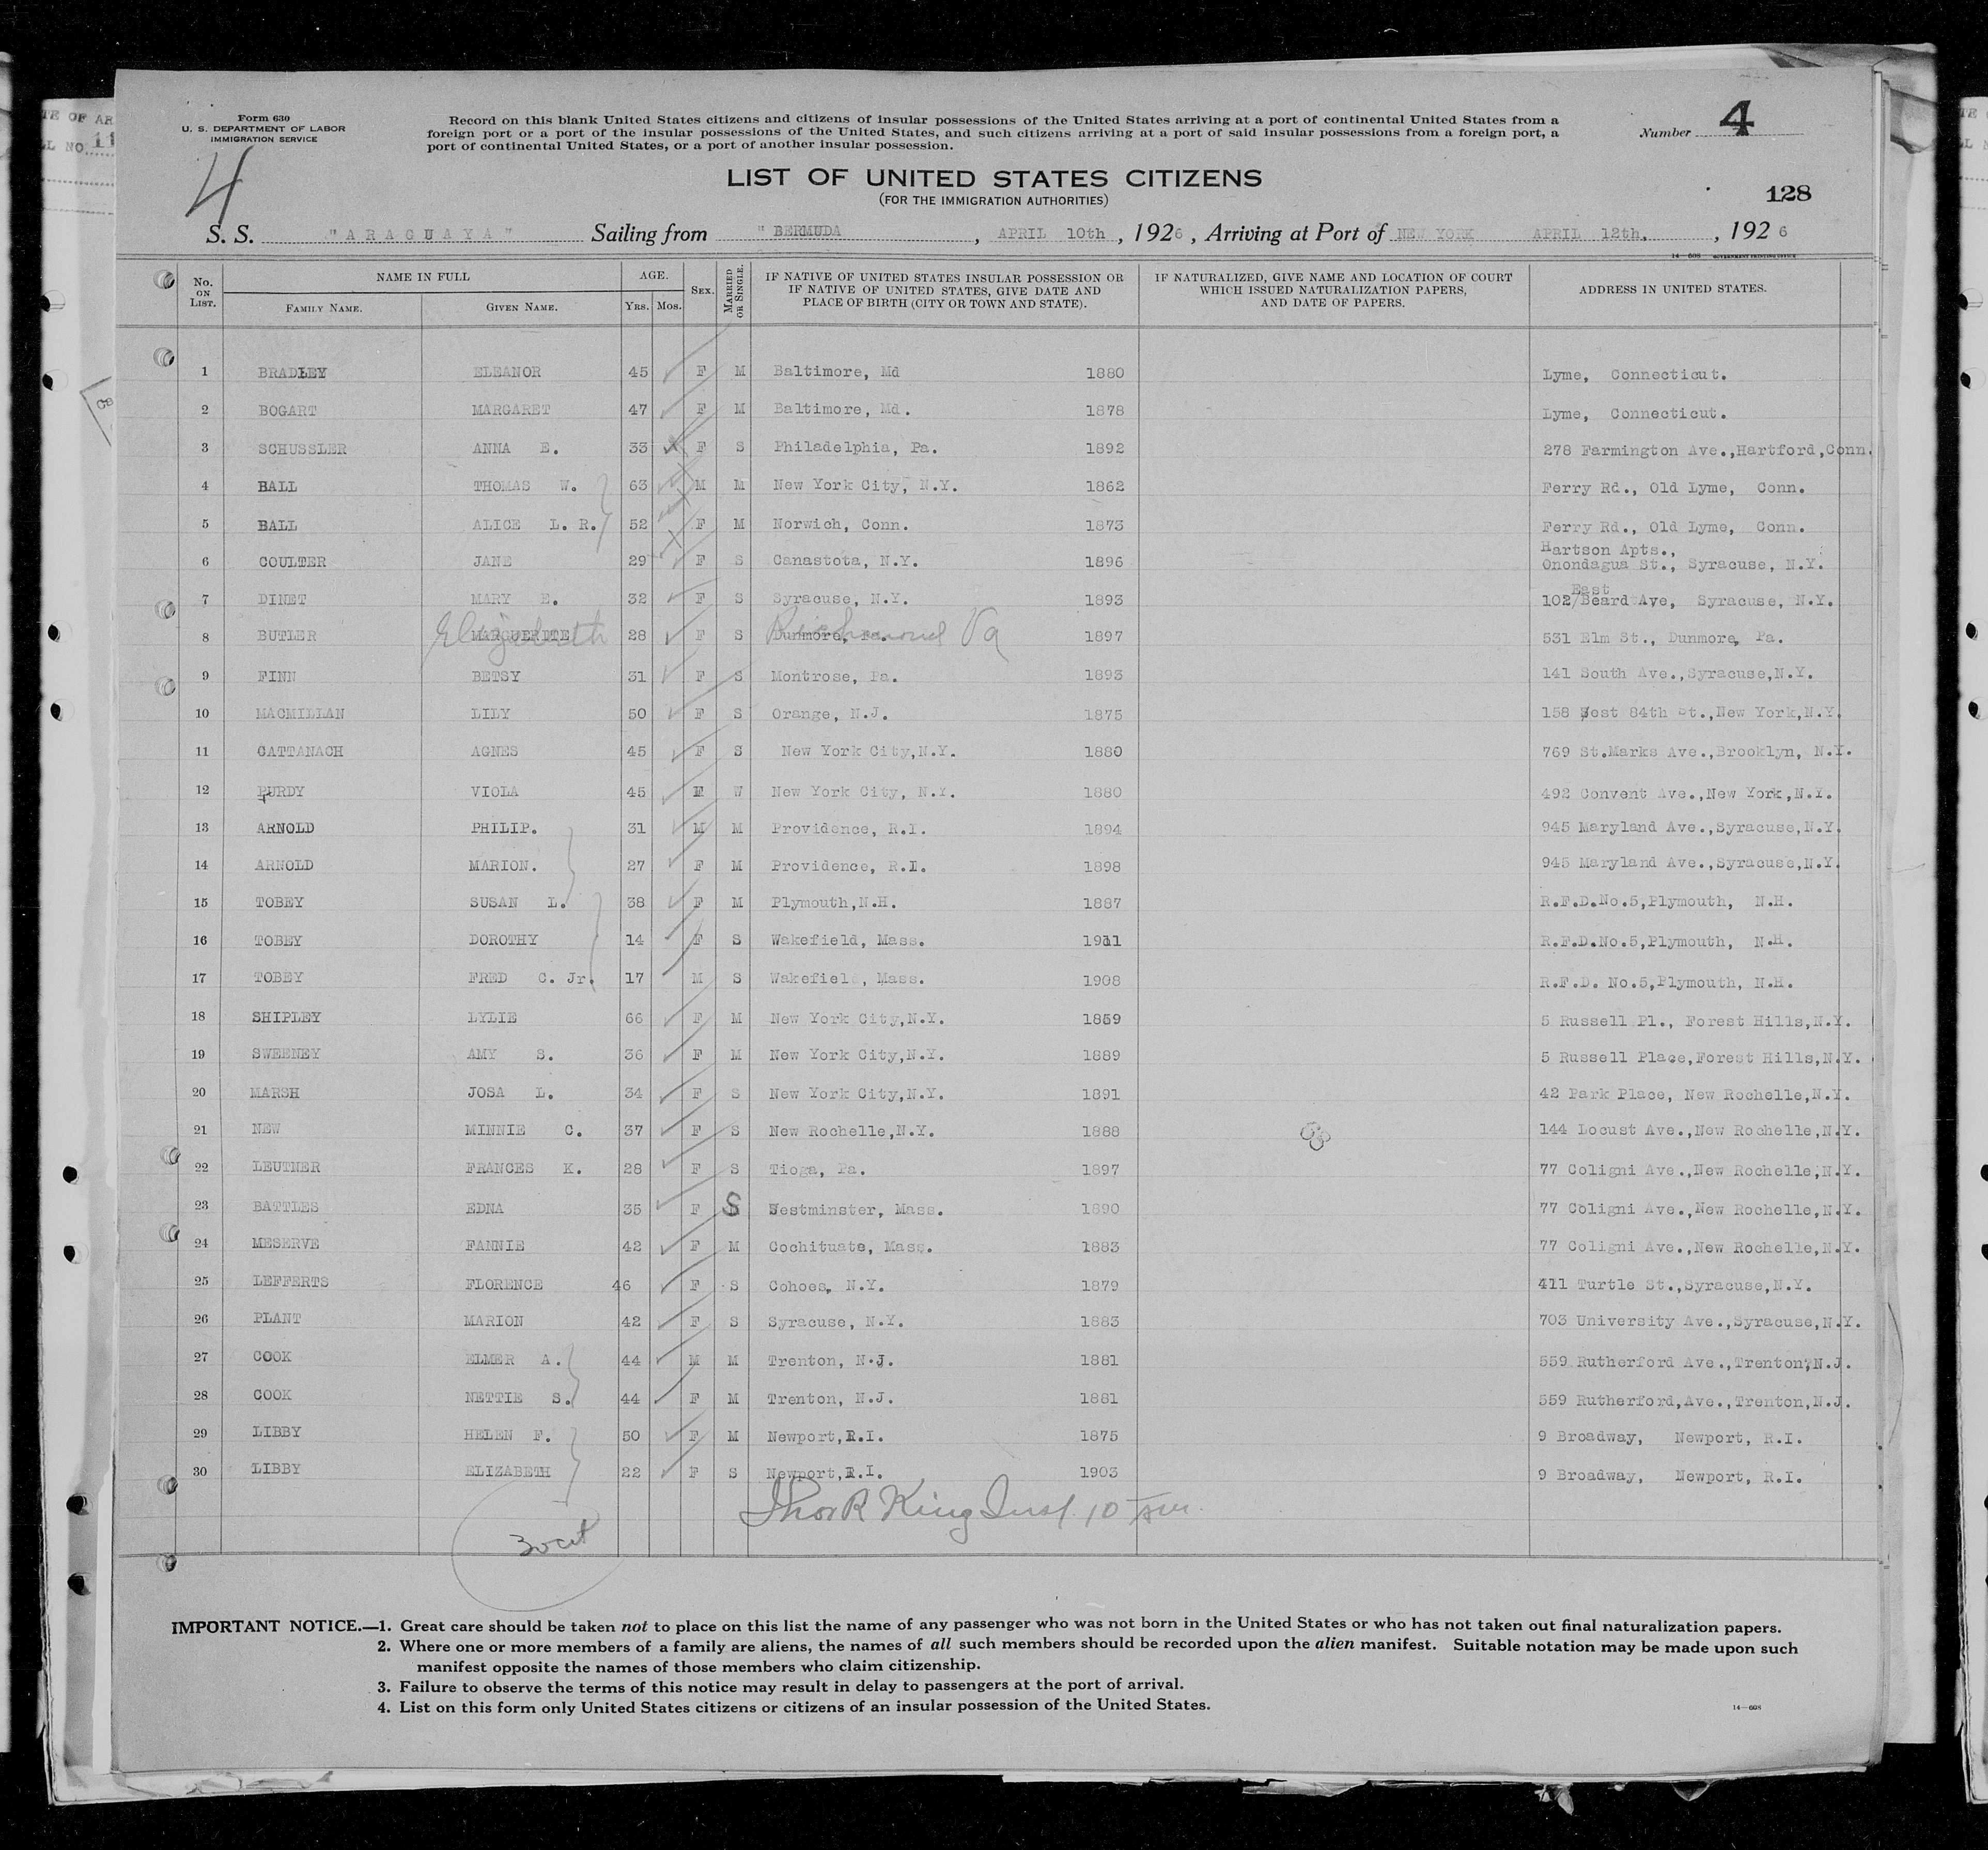 Form 630
U. S. DEPARTMENT OF LABOR
IMMIGRATION SERVICE
4
Record on this blank United States citizens and citizens of insular possessions of the United States arriving at a port of continental United States from a
foreign port or a port of the insular possessions of the United States, and such citizens arriving at a port of said insular possessions from a foreign port, a
port of continental United States, or a port of another insular possession.
Number 4
LIST OF UNITED STATES CITIZENS
(FOR THE IMMIGRATION AUTHORITIES)
128
S. S. "ARAGUAYA" Sailing from "BERMUDA, APRIL 10th, 1926, Arriving at Port of NEW YORK APRIL 12th, , 1926
No. ON LIST. NAME IN FULL FAMILY NAME. GIVEN NAME. AGE. YRS. MOS. SEX. MARRIED OR SINGLE. IF NATIVE OF UNITED STATES INSULAR POSSESSION OR IF NATIVE OF UNITED STATES, GIVE DATE AND PLACE OF BIRTH (CITY OR TOWN AND STATE). IF NATURALIZED, GIVE NAME AND LOCATION OF COURT WHICH ISSUED NATURALIZATION PAPERS, AND DATE OF PAPERS. ADDRESS IN UNITED STATES.
1 BRADLEY ELEANOR 45 F M Baltimore, Md 1880 Lyme, Connecticut.
2 BOGART MARGARET 47 F M Baltimore, Md. 1878 Lyme, Connecticut.
3 SCHUSSLER ANNA E. 33 F S Philadelphia, Pa. 1892 278 Farmington Ave.,Hartford,Conn.
4 BALL THOMAS W. 63 M M New York City, N.Y. 1862 Ferry Rd., Old Lyme, Conn.
5 BALL ALICE L. R. 52 F M Norwich, Conn. 1873 Ferry Rd., Old Lyme, Conn.
6 COULTER JANE 29 F S Canastota, N.Y. 1896 Hartson Apts., Onondagua St., Syracuse, N.Y.
7 DINET MARY E. 32 F S Syracuse, N.Y. 1893 102/East Beard Ave, Syracuse, N.Y.
8 BUTLER MARGUERITE Elizabeth 28 F S Dunmore, Pa. Richmond Va 1897 531 Elm St., Dunmore, Pa.
9 FINN BETSY 31 F S Montrose, Pa. 1893 141 South Ave.,Syracuse,N.Y.
10 MACMILLAN LILY 50 F S Orange, N.J. 1875 158 West 84th St.,New York,N.Y.
11 CATTANACH AGNES 45 F S New York City,N.Y. 1880 769 St.Marks Ave.,Brooklyn, N.Y.
12 PURDY VIOLA 45 F W New York City, N.Y. 1880 492 Convent Ave.,New York,N.Y.
13 ARNOLD PHILIP. 31 M M Providence, R.I. 1894 945 Maryland Ave.,Syracuse,N.Y.
14 ARNOLD MARION. 27 F M Providence, R.I. 1898 945 Maryland Ave.,Syracuse,N.Y.
15 TOBEY SUSAN L. 38 F M Plymouth,N.H. 1887 R.F.D.No.5,Plymouth, N.H.
16 TOBEY DOROTHY 14 F S Wakefield, Mass. 1911 R.F.D.No.5,Plymouth, N.H.
17 TOBEY FRED C. Jr. 17 M S Wakefield, Mass. 1908 R.F.D. No.5,Plymouth, N.H.
18 SHIPLEY LYLIE 66 F M New York City,N.Y. 1859 5 Russell Pl., Forest Hills,N.Y.
19 SWEENEY AMY S. 36 F M New York City,N.Y. 1889 5 Russell Place,Forest Hills,N.Y.
20 MARSH JOSA L. 34 F S New York City,N.Y. 1891 42 Park Place, New Rochelle,N.Y.
21 NEW MINNIE C. 37 F S New Rochelle,N.Y. 1888 144 Locust Ave.,New Rochelle,N.Y.
22 LEUTNER FRANCES K. 28 F S Tioga, Pa. 1897 77 Coligni Ave.,New Rochelle,N.Y.
23 BATTLES EDNA 35 F S Westminster, Mass. 1890 77 Coligni Ave.,New Rochelle,N.Y.
24 MESERVE FANNIE 42 F M Cochituate, Mass. 1883 77 Coligni Ave.,New Rochelle,N.Y.
25 LEFFERTS FLORENCE 46 F S Cohoes, N.Y. 1879 411 Turtle St.,Syracuse,N.Y.
26 PLANT MARION 42 F S Syracuse, N.Y. 1883 703 University Ave.,Syracuse,N.Y.
27 COOK ELMER A. 44 M M Trenton, N.J. 1881 559 Rutherford Ave.,Trenton,N.J.
28 COOK NETTIE S. 44 F M Trenton, N.J. 1881 559 Rutherford,Ave.,Trenton,N.J.
29 LIBBY HELEN F. 50 F M Newport,R.I. 1875 9 Broadway, Newport, R.I.
30 LIBBY ELIZABETH 22 F S Newport,R.I. 1903 9 Broadway, Newport, R.I.
Thos R King Insp. 10
30 cit
IMPORTANT NOTICE.—1. Great care should be taken not to place on this list the name of any passenger who was not born in the United States or who has not taken out final naturalization papers.
2. Where one or more members of a family are aliens, the names of all such members should be recorded upon the alien manifest. Suitable notation may be made upon such
manifest opposite the names of those members who claim citizenship.
3. Failure to observe the terms of this notice may result in delay to passengers at the port of arrival.
4. List on this form only United States citizens or citizens of an insular possession of the United States.
14—608